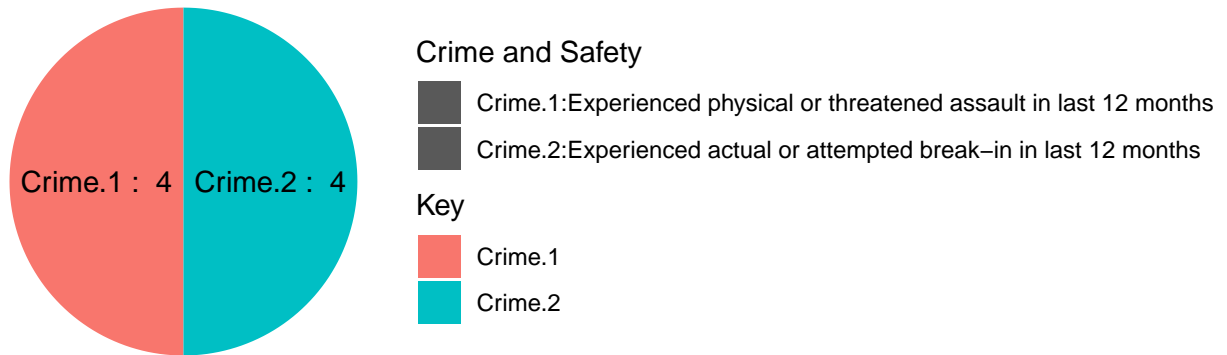 Crime.1 :  4
Crime.2 :  4
Crime and Safety
Crime.1:Experienced physical or threatened assault in last 12 months
Crime.2:Experienced actual or attempted break−in in last 12 months
Key
Crime.1
Crime.2